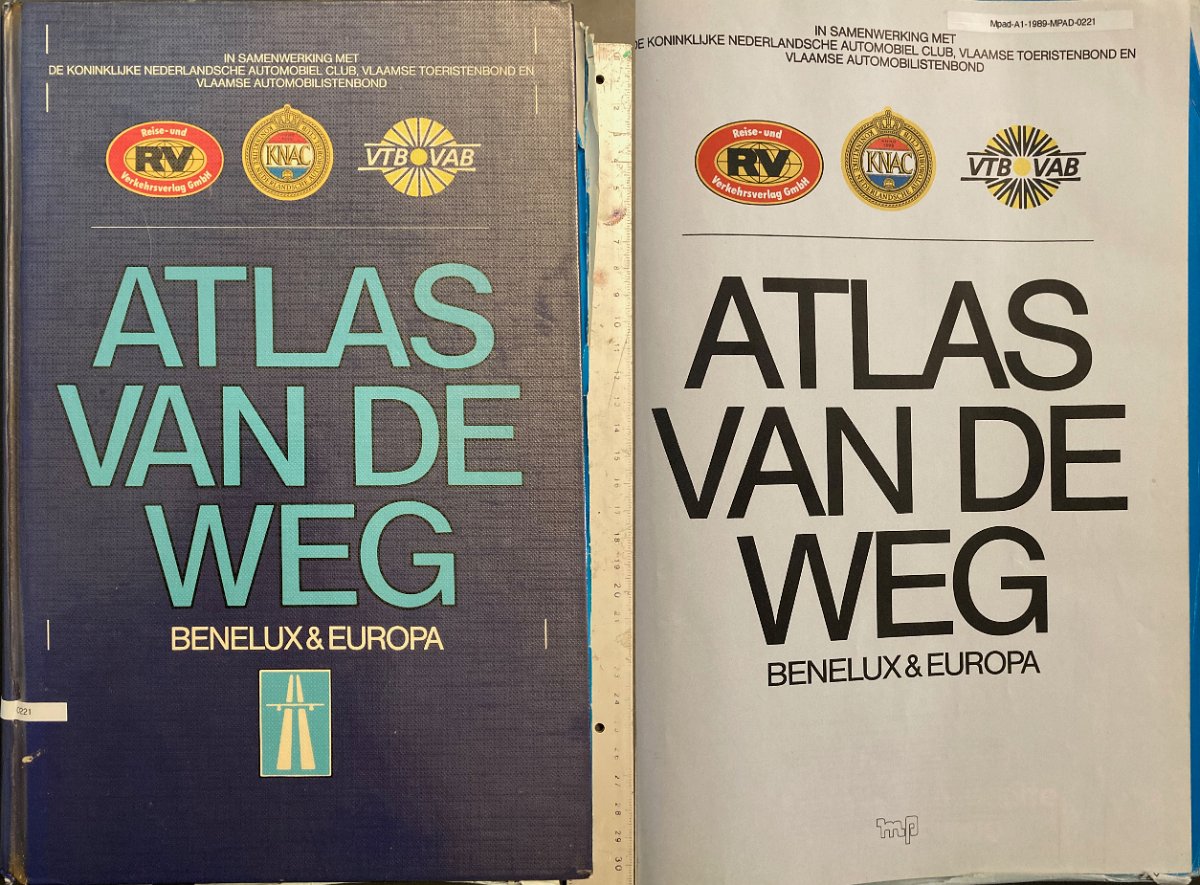 IN SAMENWERKING MET
DE KONINKLIJKE NEDERLANDSCHE AUTOMOBIEL CLUB, VLAAMSE TOERISTENBOND EN
VLAAMSE AUTOMOBILISTENBOND
Reise- und
RV
Verkehrsverlag GmbH
KNAC
VTB VAB
ATLAS
VAN DE
WEG
BENELUX & EUROPA
0221
Mpad-A1-1989-MPAD-0221
IN SAMENWERKING MET
DE KONINKLIJKE NEDERLANDSCHE AUTOMOBIEL CLUB, VLAAMSE TOERISTENBOND EN
VLAAMSE AUTOMOBILISTENBOND
Reise- und
RV
Verkehrsverlag GmbH
KNAC
VTB VAB
ATLAS
VAN DE
WEG
BENELUX & EUROPA
mp